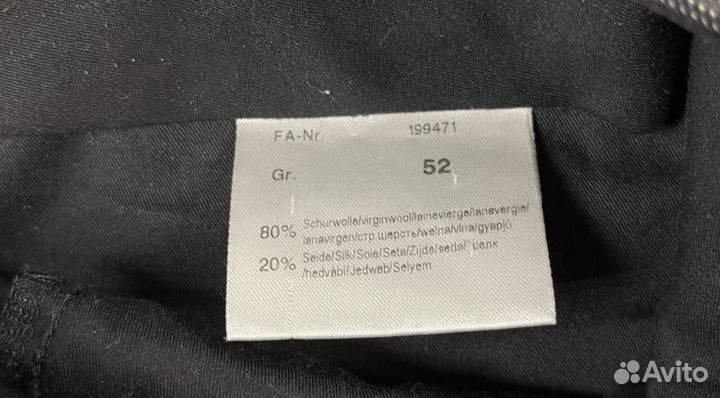 FA-Nr. 199471
Gr. 52
80% Schurwolle/virginwool/lainevierge/lanavergie/
lanavirgen/стр.шерсть/wełna/vlna/gyapjú
20% Seide/Silk/Soie/Seta/Zijde/seda/ шелк
/hedvábí/Jedwab/Selyem
Avito